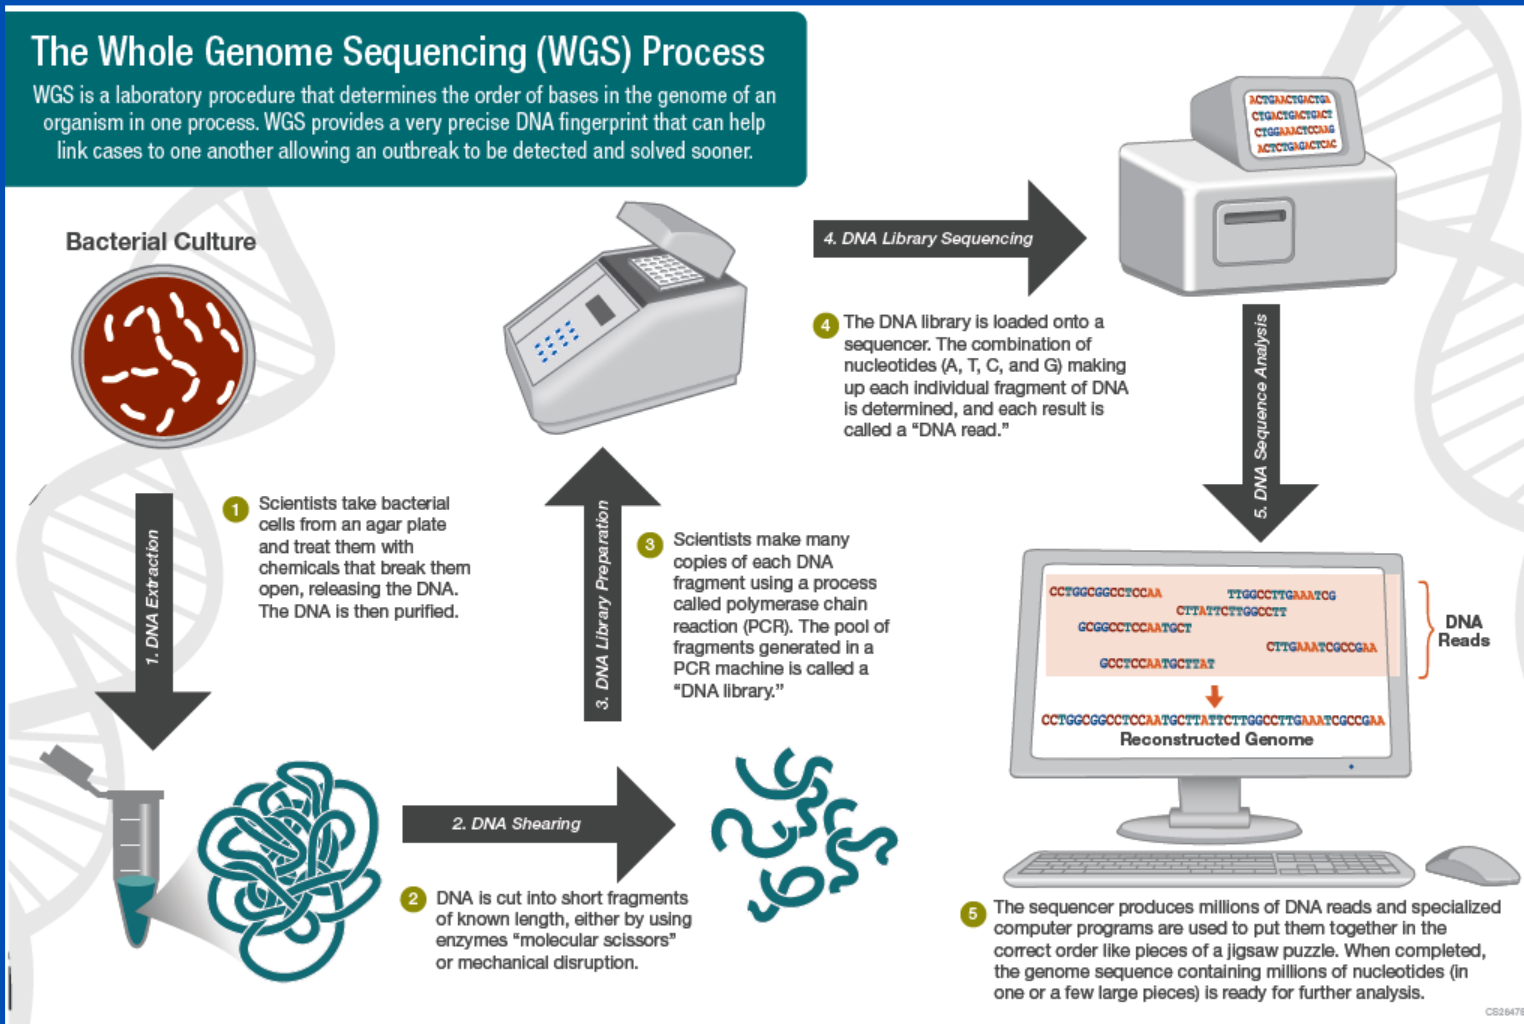 The Whole Genome Sequencing (WGS) Process
WGS is a laboratory procedure that determines the order of bases in the genome of an
organism in one process. WGS provides a very precise DNA fingerprint that can help
link cases to one another allowing an outbreak to be detected and solved sooner.
Bacterial Culture
1. DNA Extraction
1
Scientists take bacterial
cells from an agar plate
and treat them with
chemicals that break them
open, releasing the DNA.
The DNA is then purified.
2. DNA Shearing
2
DNA is cut into short fragments
of known length, either by using
enzymes “molecular scissors”
or mechanical disruption.
3. DNA Library Preparation
3
Scientists make many
copies of each DNA
fragment using a process
called polymerase chain
reaction (PCR). The pool of
fragments generated in a
PCR machine is called a
“DNA library.”
4. DNA Library Sequencing
4
The DNA library is loaded onto a
sequencer. The combination of
nucleotides (A, T, C, and G) making
up each individual fragment of DNA
is determined, and each result is
called a “DNA read.”
ACTGAACTGACTGA
CTGACTGACTGACT
CTGGAAACTCCAAG
ACTCTGAGACTCAC
5. DNA Sequence Analysis
CCTGGCGGCCTCCAA
TTGGCCTTGAAATCG
CTTATTCTTGGCCTT
GCGGCCTCCAATGCT
CTTGAAATCGCCGAA
GCCTCCAATGCTTAT
DNA
Reads
CCTGGCGGCCTCCAATGCTTATTCTTGGCCTTGAAATCGCCGAA
Reconstructed Genome
5
The sequencer produces millions of DNA reads and specialized
computer programs are used to put them together in the
correct order like pieces of a jigsaw puzzle. When completed,
the genome sequence containing millions of nucleotides (in
one or a few large pieces) is ready for further analysis.